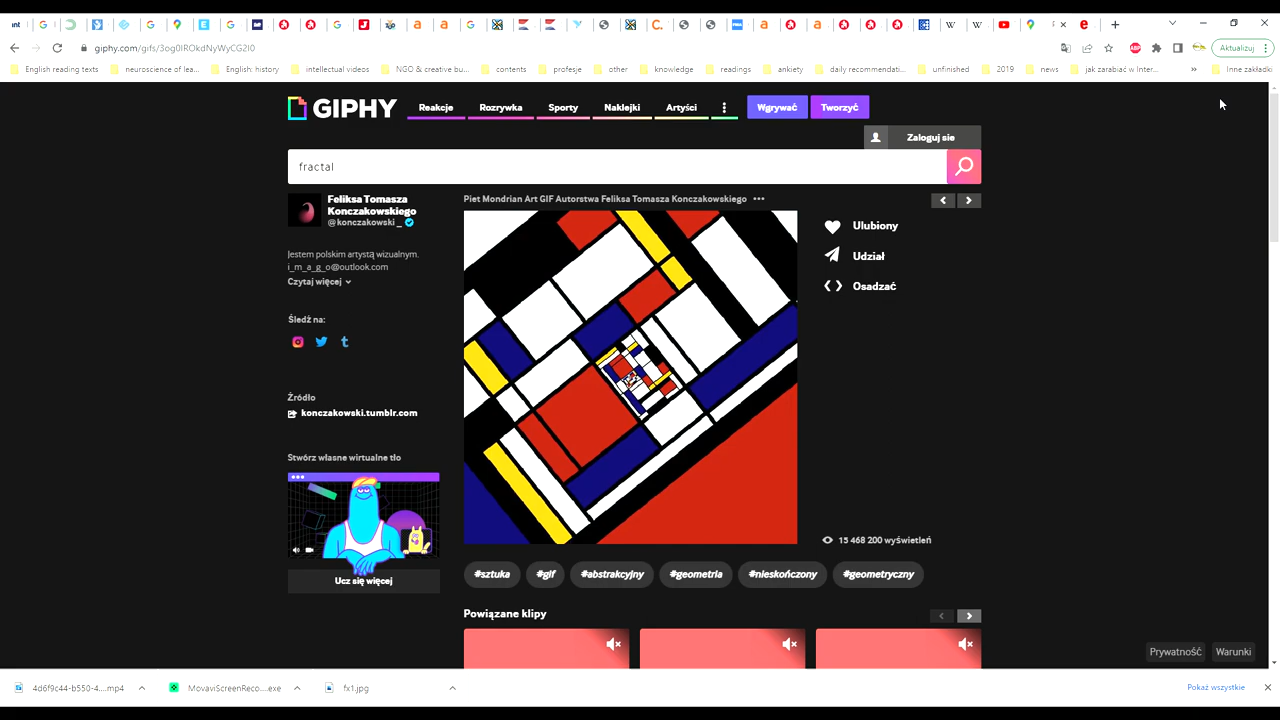 int
giphy.com/gifs/3og0IROkdNyWyCG2I0
Aktualizuj
English reading texts
neuroscience of lea...
English: history
intellectual videos
NGO & creative bu...
contents
profesje
other
knowledge
readings
ankiety
daily recommendati...
unfinished
2019
news
jak zarabiać w Inter...
»
Inne zakładki
GIPHY
Reakcje
Rozrywka
Sporty
Naklejki
Artyści
Wgrywać
Tworzyć
Zaloguj sie
fractal
Feliksa Tomasza
Konczakowskiego
@konczakowski_
Piet Mondrian Art GIF Autorstwa Feliksa Tomasza Konczakowskiego
Jestem polskim artystą wizualnym.
i_m_a_g_o@outlook.com
Czytaj więcej
Ulubiony
Udział
Osadzać
Śledź na:
Źródło
konczakowski.tumblr.com
Stwórz własne wirtualne tło
Ucz się więcej
15 468 200 wyświetleń
#sztuka
#gif
#abstrakcyjny
#geometria
#nieskończony
#geometryczny
Powiązane klipy
Prywatność
Warunki
4d6f9c44-b550-4....mp4
MovaviScreenReco....exe
fx1.jpg
Pokaż wszystkie